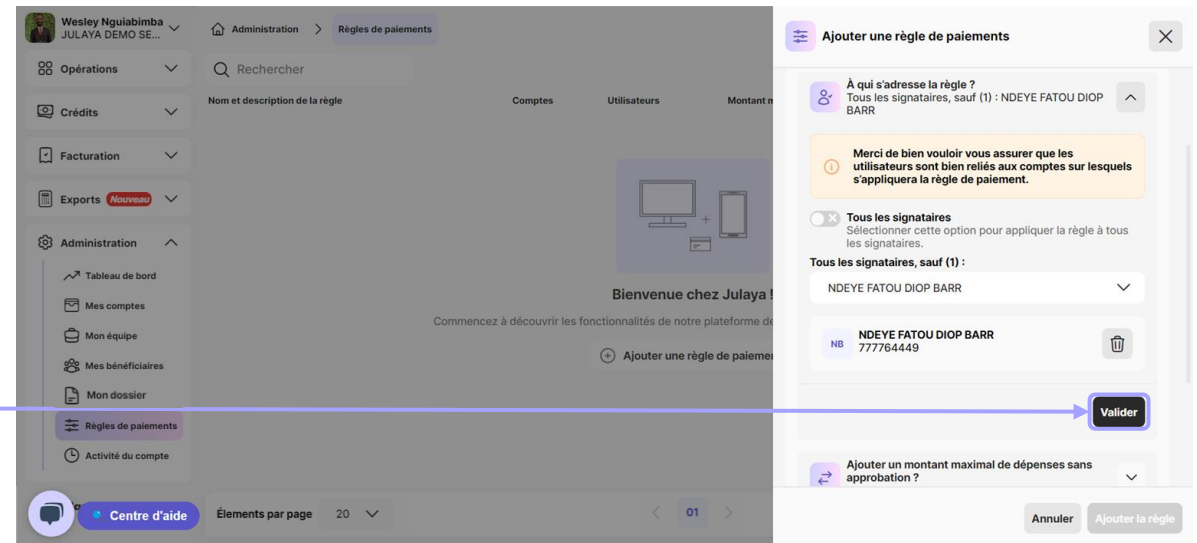 Wesley Nguiabimba
JULAYA DEMO SE...
Opérations
Crédits
Facturation
Exports Nouveau
Administration
Tableau de bord
Mes comptes
Mon équipe
Mes bénéficiaires
Mon dossier
Règles de paiements
Activité du compte
Centre d'aide
Administration > Règles de paiements
Rechercher
Nom et description de la règle Comptes Utilisateurs Montant m
Bienvenue chez Julaya !
Commencez à découvrir les fonctionnalités de notre plateforme de
Ajouter une règle de paiemen
Élements par page 20 < 01 >
Ajouter une règle de paiements
À qui s'adresse la règle ?
Tous les signataires, sauf (1) : NDEYE FATOU DIOP
BARR
Merci de bien vouloir vous assurer que les
utilisateurs sont bien reliés aux comptes sur lesquels
s'appliquera la règle de paiement.
Tous les signataires
Sélectionner cette option pour appliquer la règle à tous
les signataires.
Tous les signataires, sauf (1) :
NDEYE FATOU DIOP BARR
NB
NDEYE FATOU DIOP BARR
777764449
Valider
Ajouter un montant maximal de dépenses sans
approbation ?
Annuler Ajouter la règle